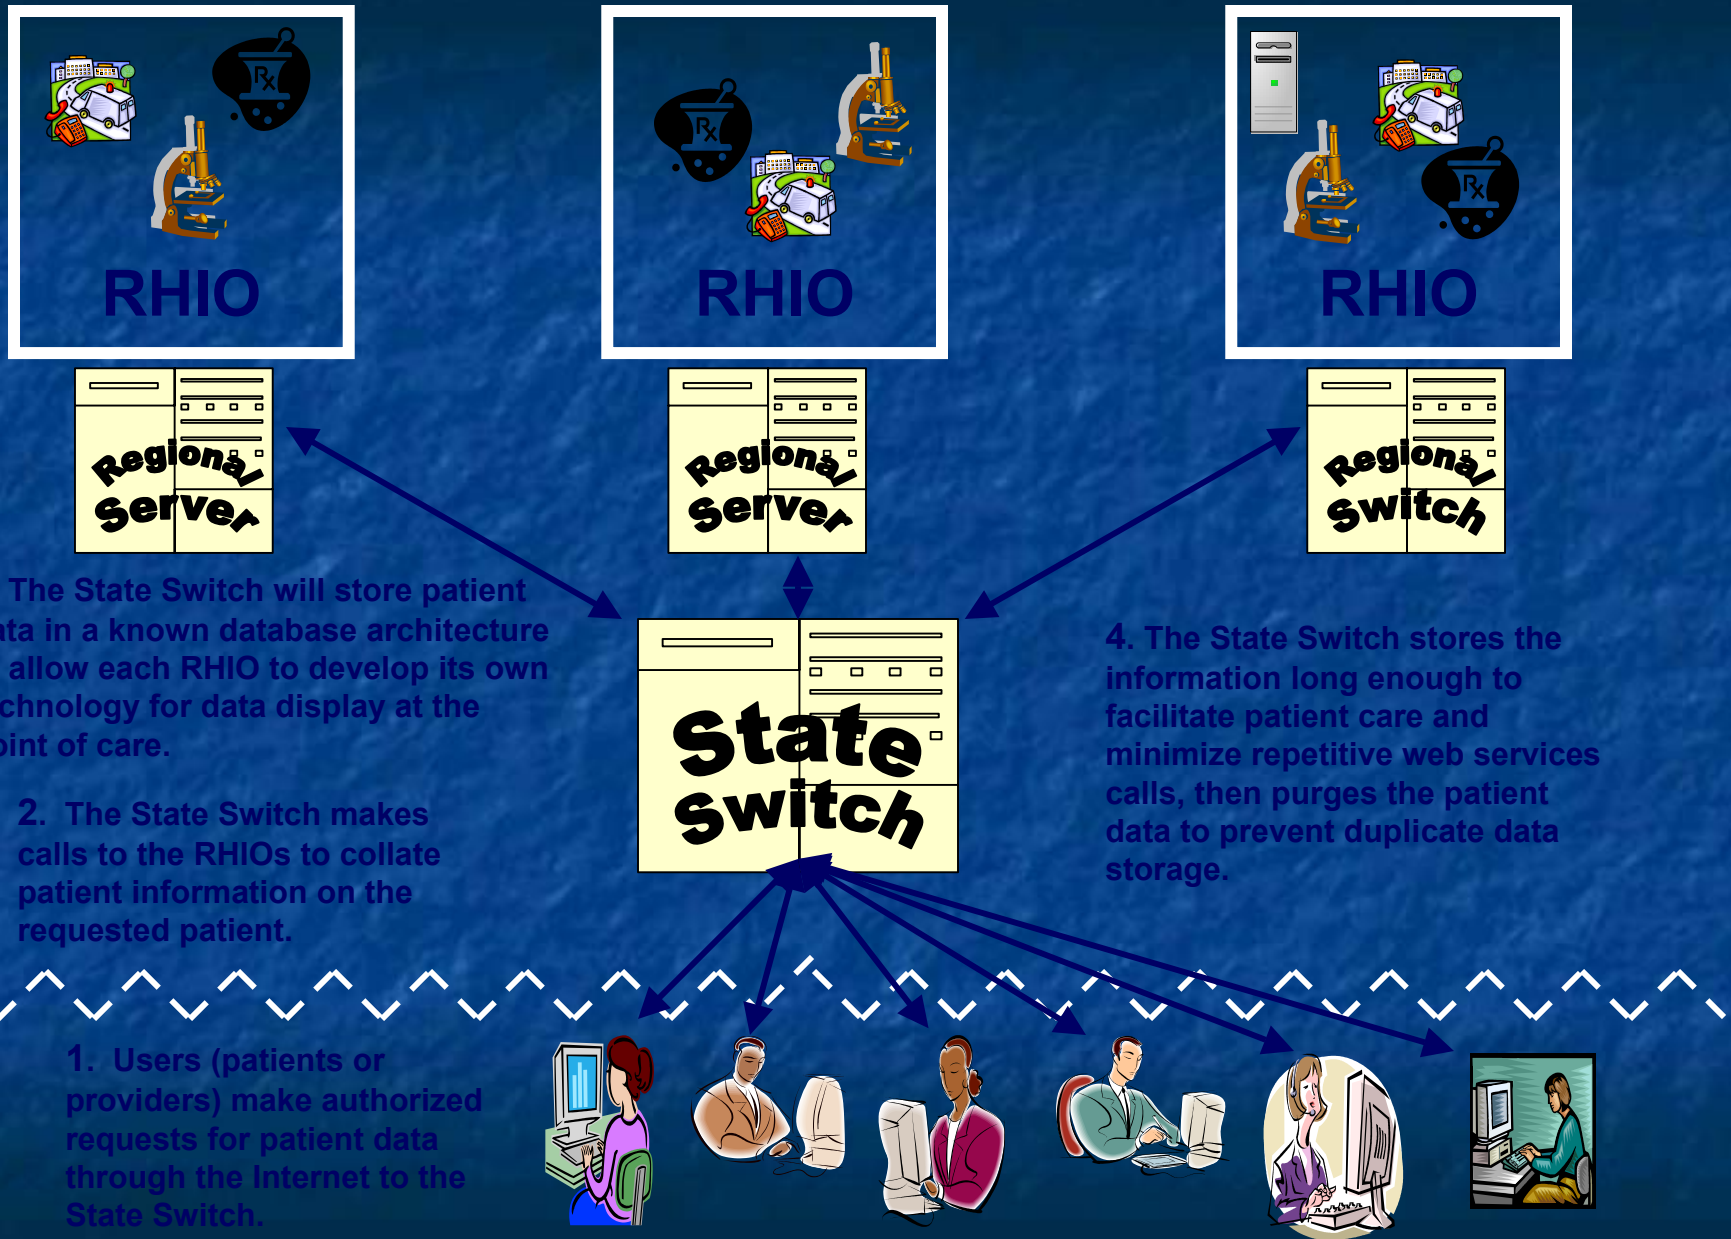 RHIO
RHIO
RHIO
Regional
Server
Regional
Server
Regional
Switch
The State Switch will store patient
in a known database architecture
allow each RHIO to develop its own
for data display at the
of care.
State
Switch
4. The State Switch stores the
information long enough to
facilitate patient care and
minimize repetitive web services
calls, then purges the patient
data to prevent duplicate data
storage.
2. The State Switch makes
calls to the RHIOs to collate
patient information on the
requested patient.
1. Users (patients or
providers) make authorized
requests for patient data
through the Internet to the
State Switch.
Rx
Rx
Rx